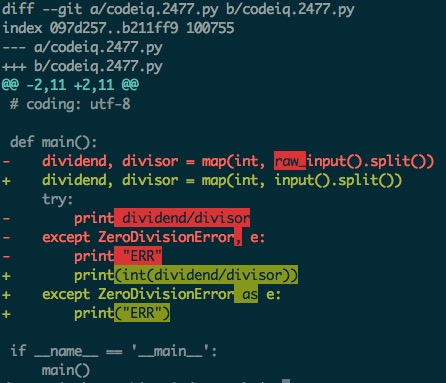 diff --git a/codeiq.2477.py b/codeiq.2477.py
index 097d257..b211ff9 100755
--- a/codeiq.2477.py
+++ b/codeiq.2477.py
@@ -2,11 +2,11 @@
 # coding: utf-8

 def main():
-    dividend, divisor = map(int, raw_input().split())
+    dividend, divisor = map(int, input().split())
     try:
-        print dividend/divisor
-    except ZeroDivisionError, e:
-        print "ERR"
+        print(int(dividend/divisor))
+    except ZeroDivisionError as e:
+        print("ERR")

 if __name__ == '__main__':
     main()